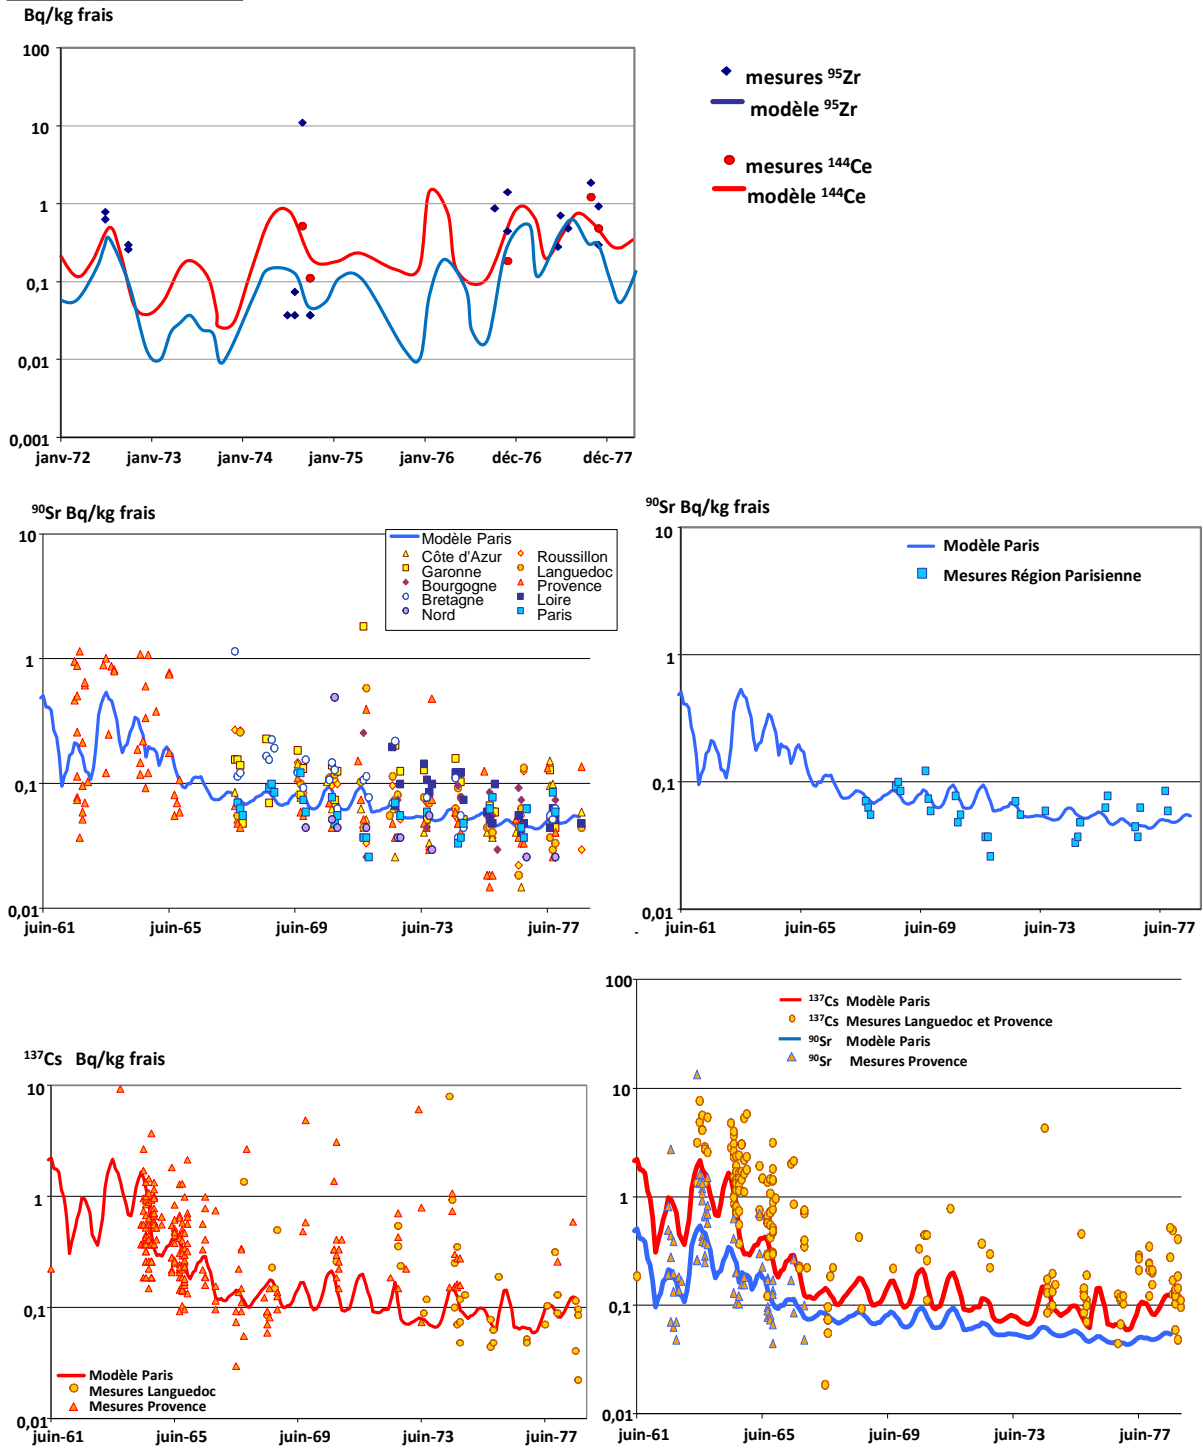 Bq/kg frais
100
10
1
0,1
0,01
0,001
janv-72 janv-73 janv-74 janv-75 janv-76 déc-76 déc-77
mesures ⁹⁵Zr
modèle ⁹⁵Zr
mesures ¹⁴⁴Ce
modèle ¹⁴⁴Ce
⁹⁰Sr Bq/kg frais
10
1
0,1
0,01
juin-61 juin-65 juin-69 juin-73 juin-77
Modèle Paris
Côte d'Azur Roussillon
Garonne Languedoc
Bourgogne Provence
Bretagne Loire
Nord Paris
⁹⁰Sr Bq/kg frais
10
1
0,1
0,01
juin-61 juin-65 juin-69 juin-73 juin-77
Modèle Paris
Mesures Région Parisienne
¹³⁷Cs Bq/kg frais
10
1
0,1
0,01
juin-61 juin-65 juin-69 juin-73 juin-77
Modèle Paris
Mesures Languedoc
Mesures Provence
100
10
1
0,1
0,01
juin-61 juin-65 juin-69 juin-73 juin-77
¹³⁷Cs Modèle Paris
¹³⁷Cs Mesures Languedoc et Provence
⁹⁰Sr Modèle Paris
⁹⁰Sr Mesures Provence